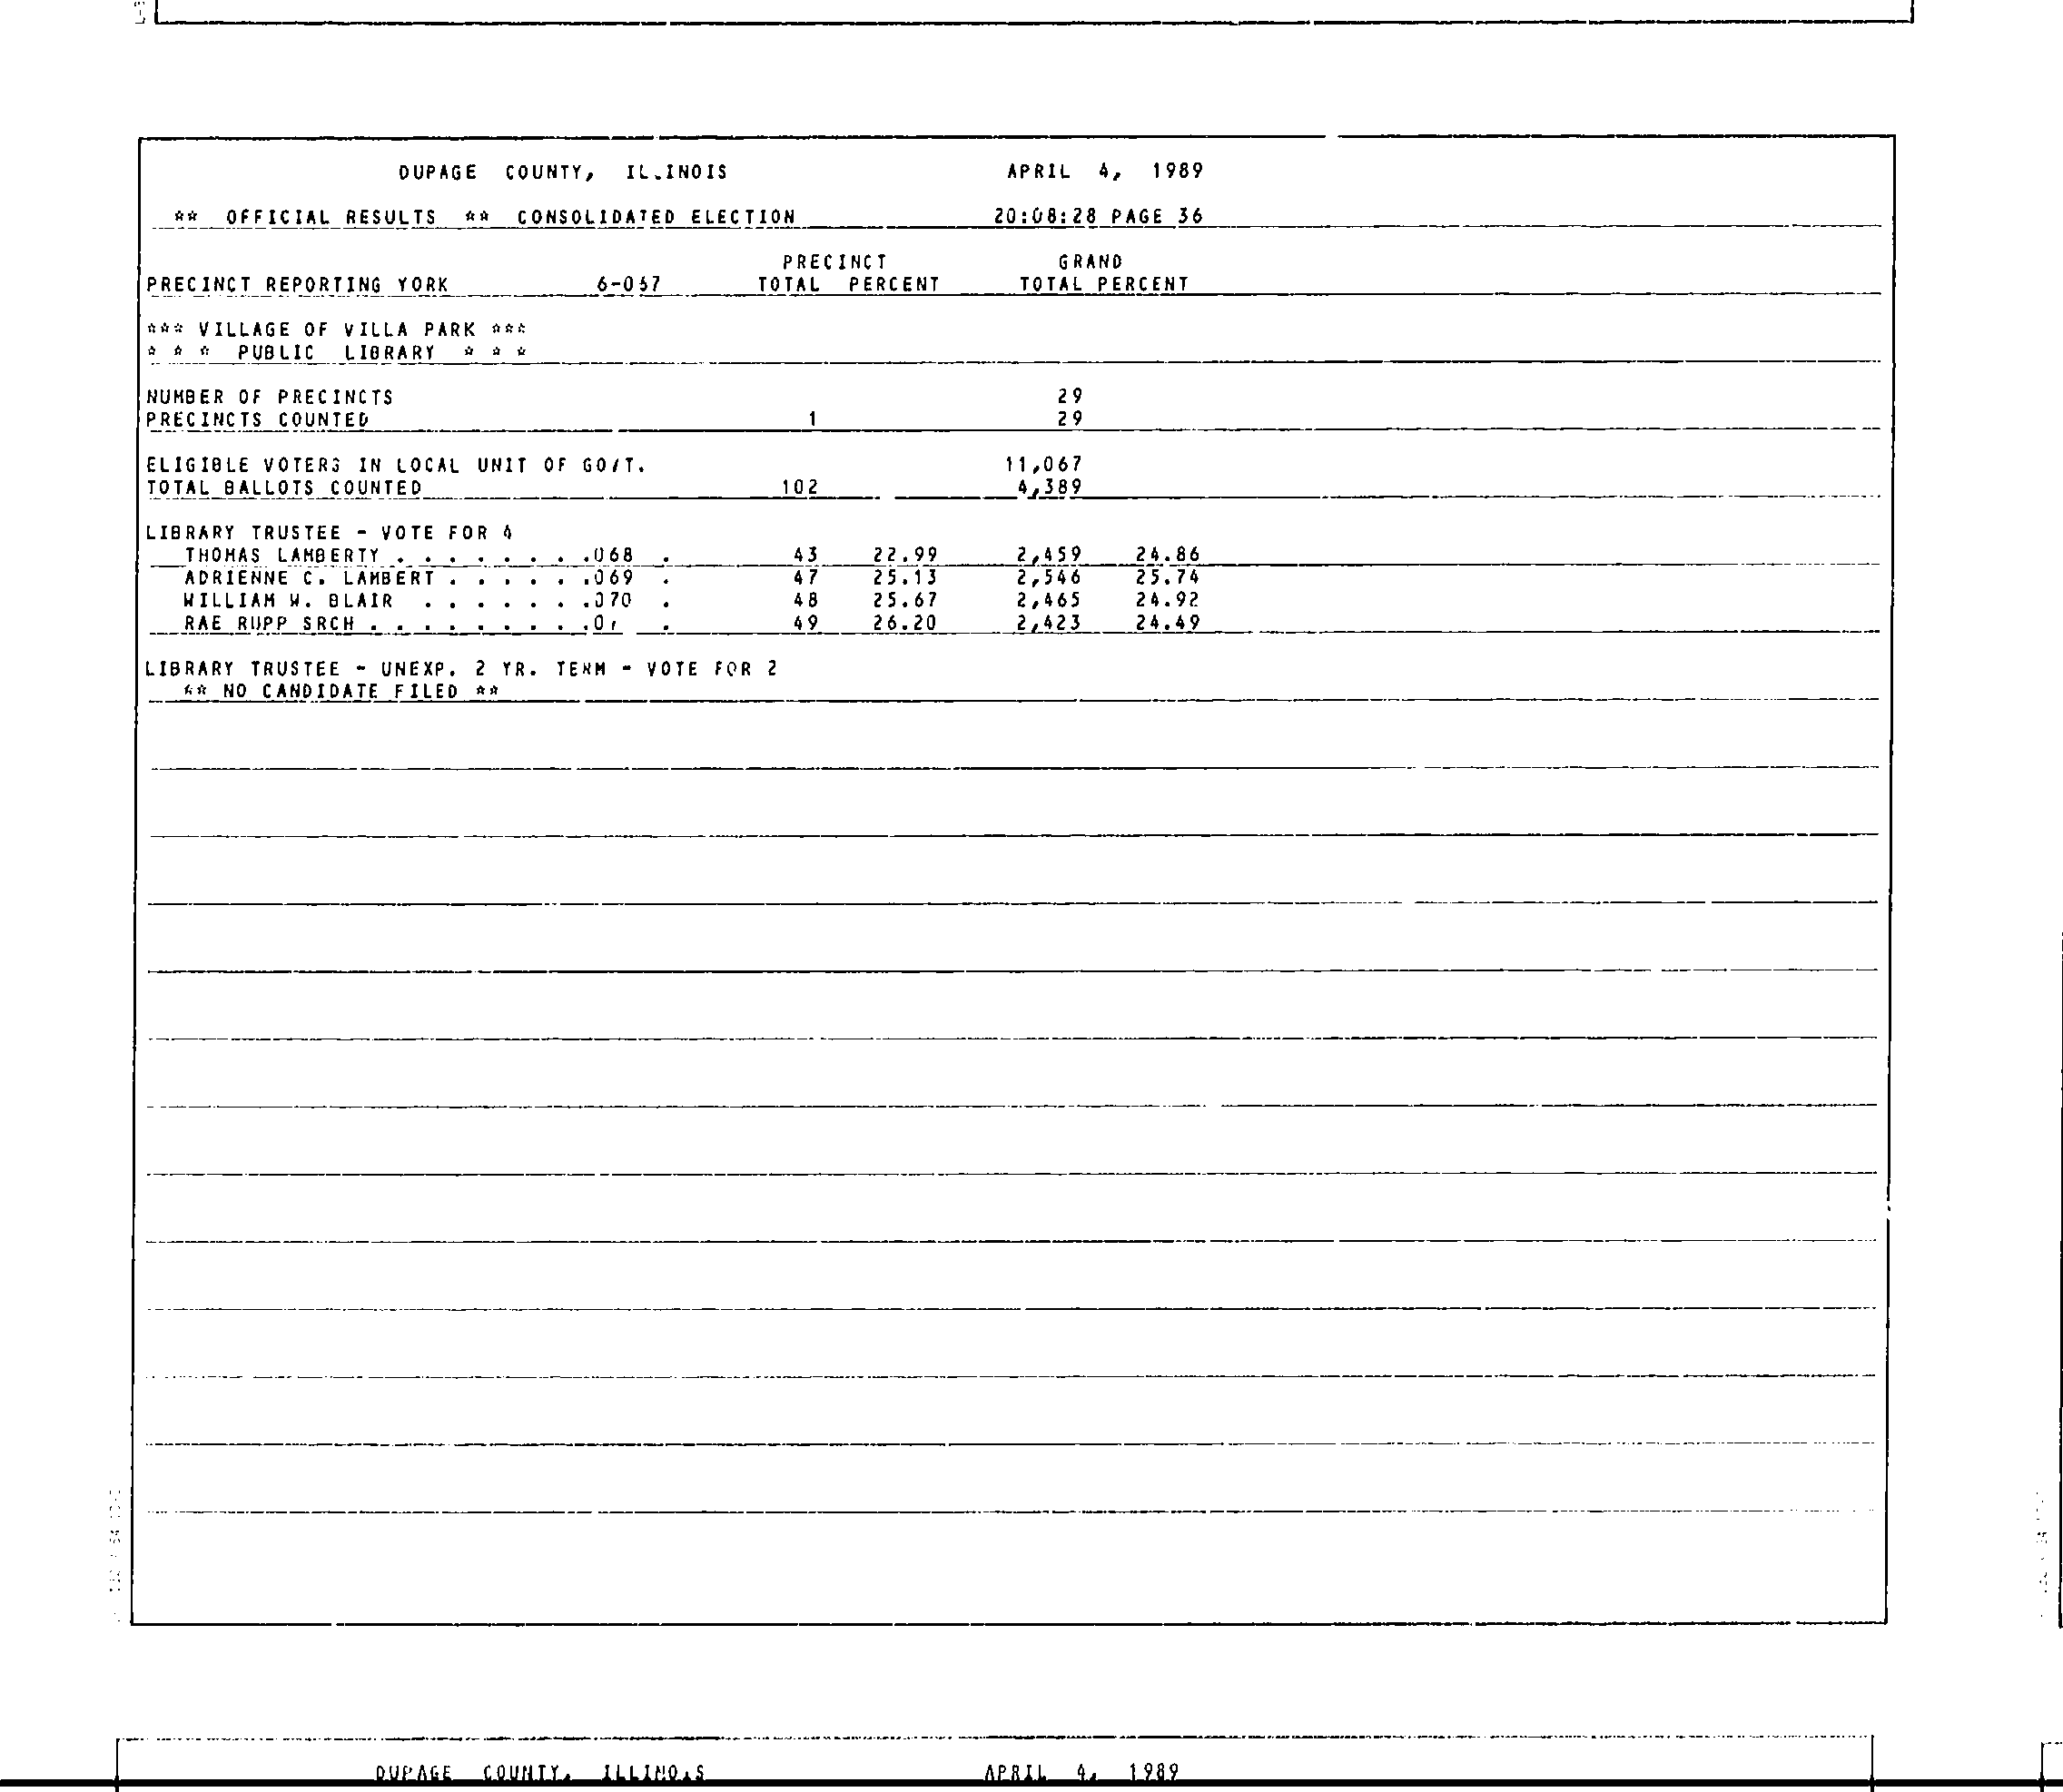 DUPAGE COUNTY, IL.INOIS APRIL 4, 1989
** OFFICIAL RESULTS ** CONSOLIDATED ELECTION 20:08:28 PAGE 36
PRECINCT GRAND
PRECINCT REPORTING YORK 6-067 TOTAL PERCENT TOTAL PERCENT
*** VILLAGE OF VILLA PARK ***
* * * PUBLIC LIBRARY * * *
NUMBER OF PRECINCTS 29
PRECINCTS COUNTED 1 29
ELIGIBLE VOTERS IN LOCAL UNIT OF GO/T. 11,067
TOTAL BALLOTS COUNTED 102 4,389
LIBRARY TRUSTEE - VOTE FOR 4
THOMAS LAMBERTY . . . . . . . .068 . 43 22.99 2,459 24.86
ADRIENNE C. LAMBERT . . . . . .069 . 47 25.13 2,546 25.74
WILLIAM W. BLAIR . . . . . . .070 . 48 25.67 2,465 24.92
RAE RUPP SRCH . . . . . . . . .0 . 49 26.20 2,423 24.49
LIBRARY TRUSTEE - UNEXP. 2 YR. TERM - VOTE FOR 2
** NO CANDIDATE FILED **
DUPAGE COUNTY, ILLINOIS APRIL 4, 1989